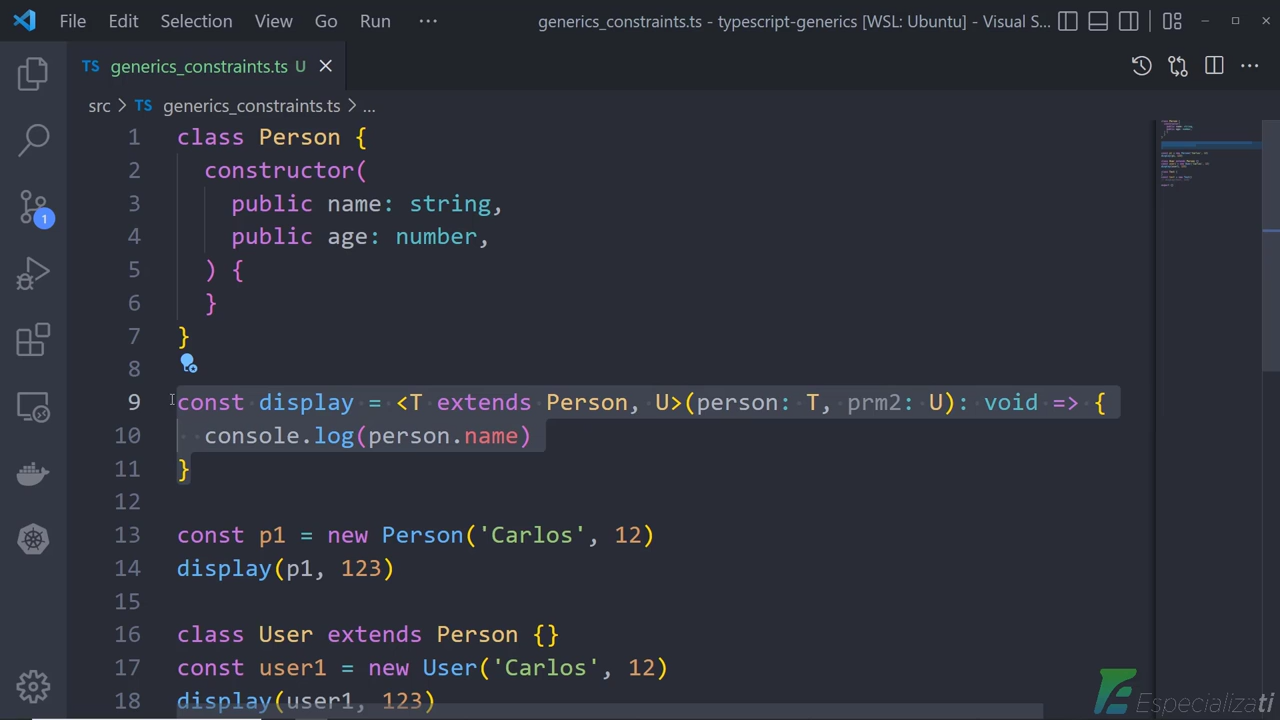 File Edit Selection View Go Run ··· generics_constraints.ts - typescript-generics [WSL: Ubuntu] - Visual S...
TS generics_constraints.ts U
src > TS generics_constraints.ts > ...
1 class Person {
2 constructor(
3 public name: string,
4 public age: number,
5 ) {
6 }
7 }
8
9 const display = <T extends Person, U>(person: T, prm2: U): void => {
10 console.log(person.name)
11 }
12
13 const p1 = new Person('Carlos', 12)
14 display(p1, 123)
15
16 class User extends Person {}
17 const user1 = new User('Carlos', 12)
18 display(user1, 123)
1
Especializati